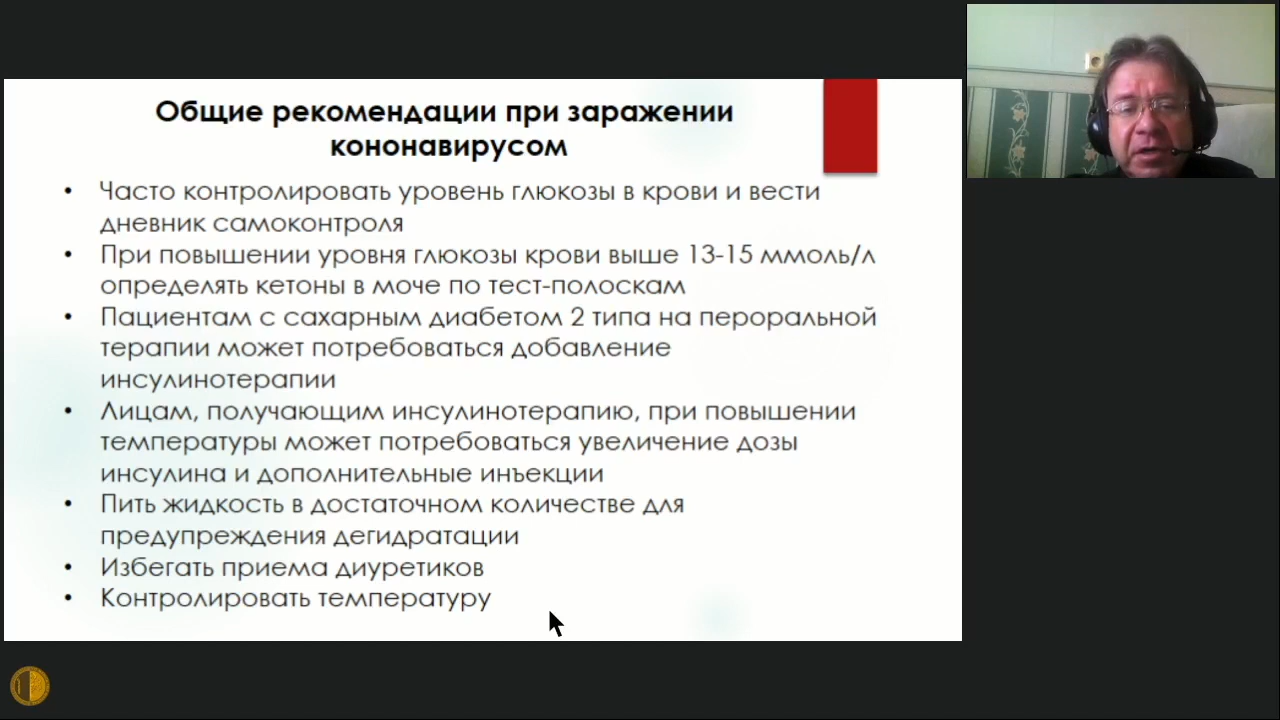 Общие рекомендации при заражении
кононавирусом
• Часто контролировать уровень глюкозы в крови и вести
дневник самоконтроля
• При повышении уровня глюкозы крови выше 13-15 ммоль/л
определять кетоны в моче по тест-полоскам
• Пациентам с сахарным диабетом 2 типа на пероральной
терапии может потребоваться добавление
инсулинотерапии
• Лицам, получающим инсулинотерапию, при повышении
температуры может потребоваться увеличение дозы
инсулина и дополнительные инъекции
• Пить жидкость в достаточном количестве для
предупреждения дегидратации
• Избегать приема диуретиков
• Контролировать температуру